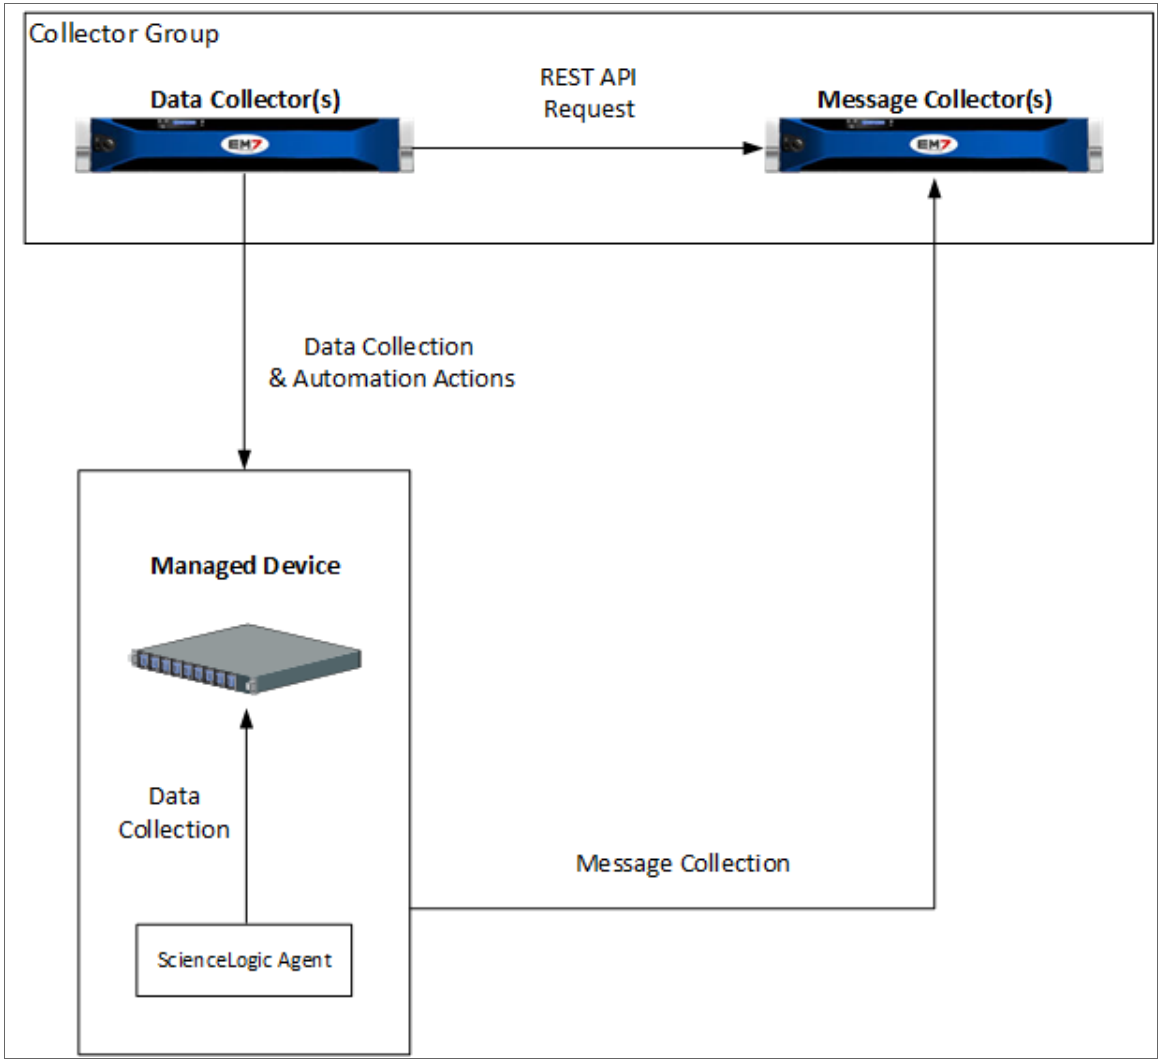 Collector Group
REST API
Request
Data Collector(s)
Message Collector(s)
EM7
EM7
Data Collection
& Automation Actions
Managed Device
Data
Collection
Message Collection
ScienceLogic Agent